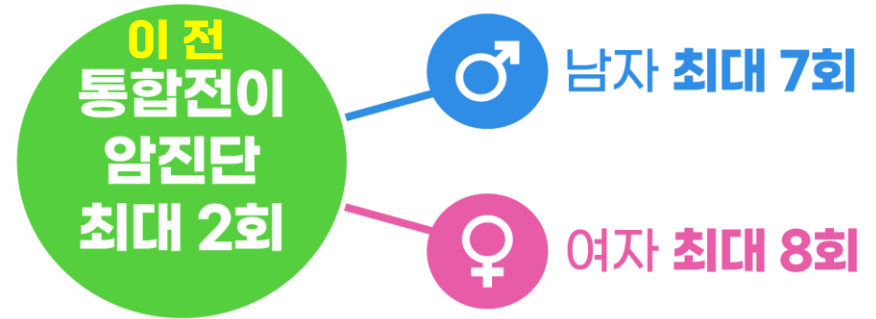 이 전
통합전이
암진단
최대 2회
남자 최대 7회
여자 최대 8회